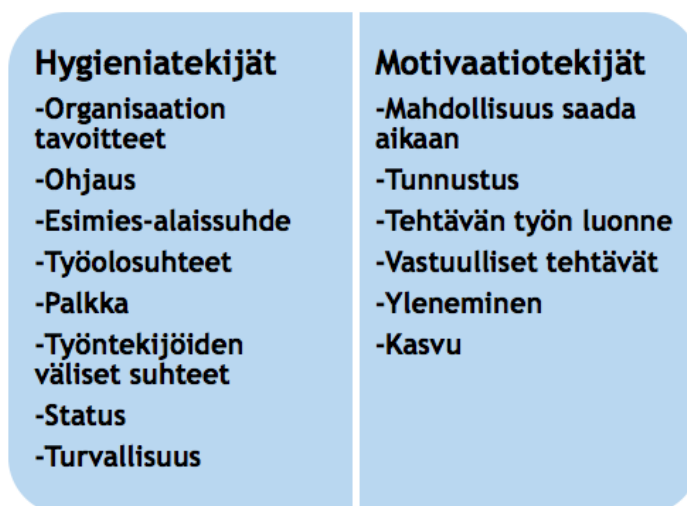 Hygieniatekijät
-Organisaation
tavoitteet
-Ohjaus
-Esimies-alaissuhde
-Työolosuhteet
-Palkka
-Työntekijöiden
väliset suhteet
-Status
-Turvallisuus
Motivaatiotekijät
-Mahdollisuus saada
aikaan
-Tunnustus
-Tehtävän työn luonne
-Vastuulliset tehtävät
-Yleneminen
-Kasvu